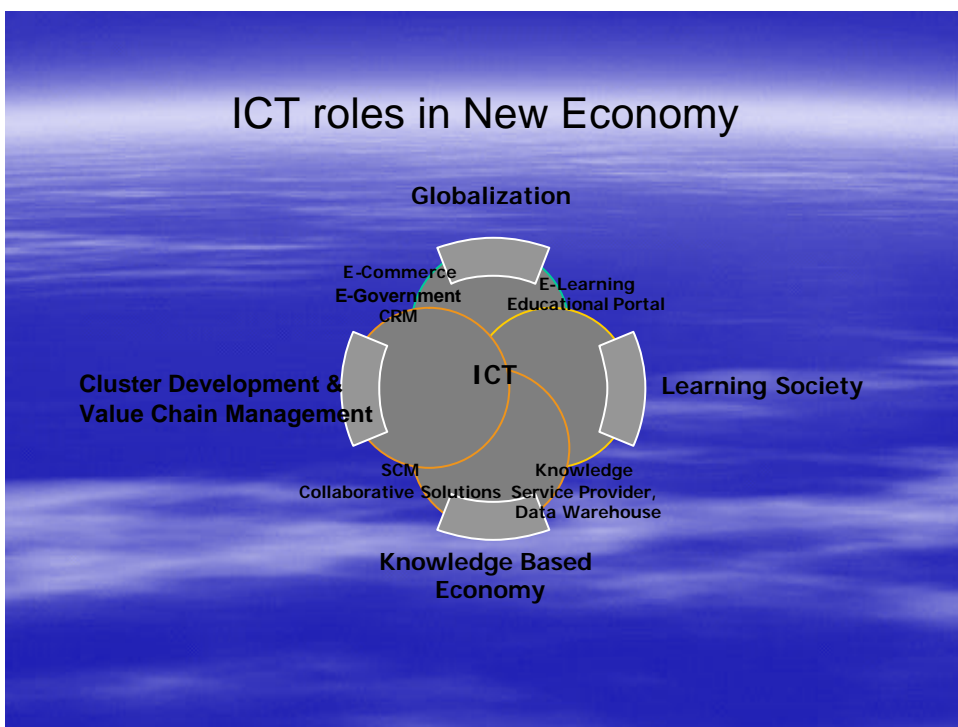 ICT roles in New Economy
Globalization
E-Commerce
E-Government
CRM
E-Learning
Educational Portal
ICT
Cluster Development &
Value Chain Management
Learning Society
SCM
Collaborative Solutions
Knowledge
Service Provider,
Data Warehouse
Knowledge Based
Economy